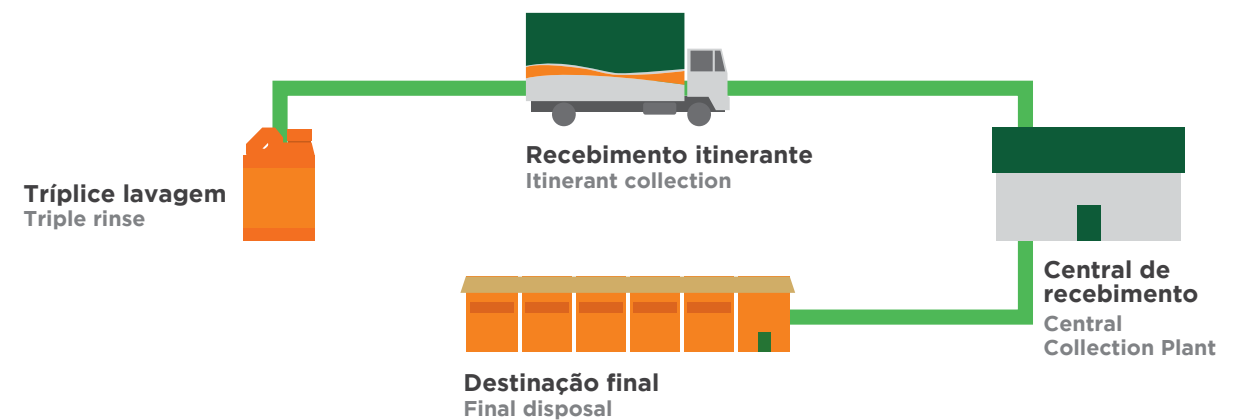 Tríplice lavagem
Triple rinse
Recebimento itinerante
Itinerant collection
Central de
recebimento
Central
Collection Plant
Destinação final
Final disposal